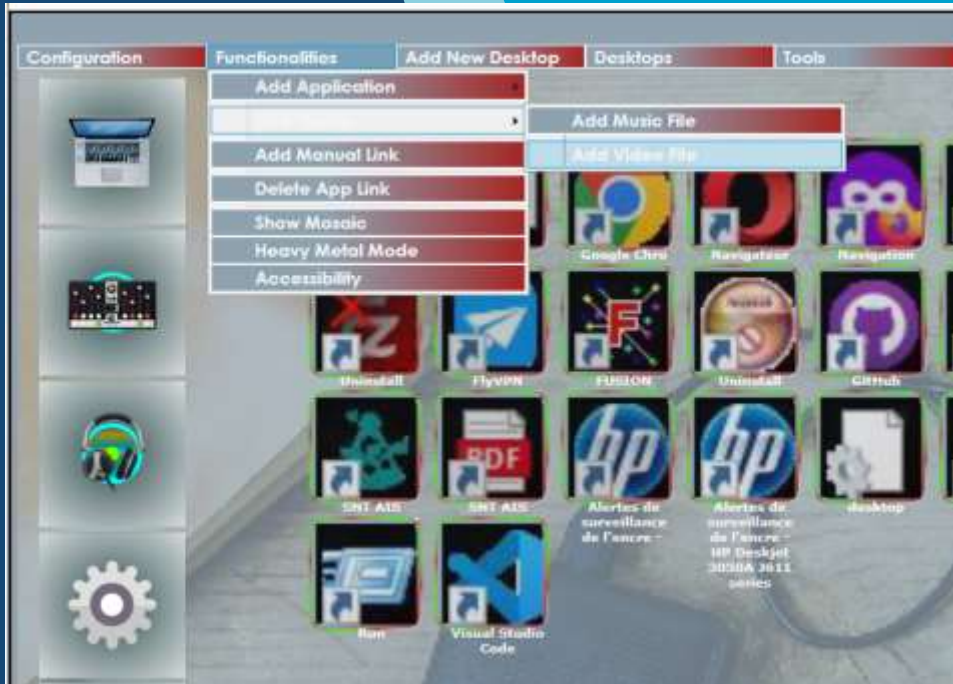 Configuration
Functionalities
Add New Desktop
Desktops
Tools
Add Application
Add Music File
Add Video File
Add Manual Link
Delete App Link
Show Mosaic
Heavy Metal Mode
Accessibility
Google Chro
Navigateur
Navigation
Uninstall
FlyVPN
FUSION
Uninstall
GitHub
PDF
hp
hp
SNT AIS
SNT AIS
Alertes de
surveillance
de l'encre -
Alertes de
surveillance
de l'encre -
HP Deskjet
3050A J611
series
desktop
Run
Visual Studio
Code